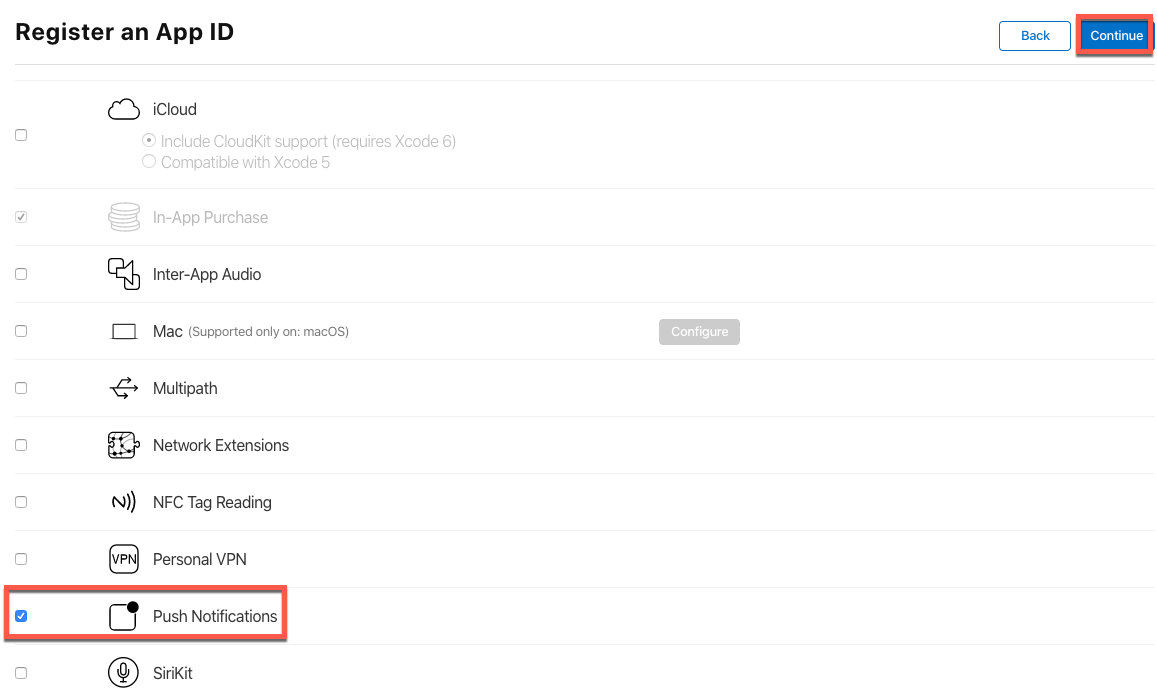 Register an App ID
Back
Continue
iCloud
Include CloudKit support (requires Xcode 6)
Compatible with Xcode 5
In-App Purchase
Inter-App Audio
Mac (Supported only on: macOS)
Configure
Multipath
Network Extensions
NFC Tag Reading
VPN
Personal VPN
Push Notifications
SiriKit